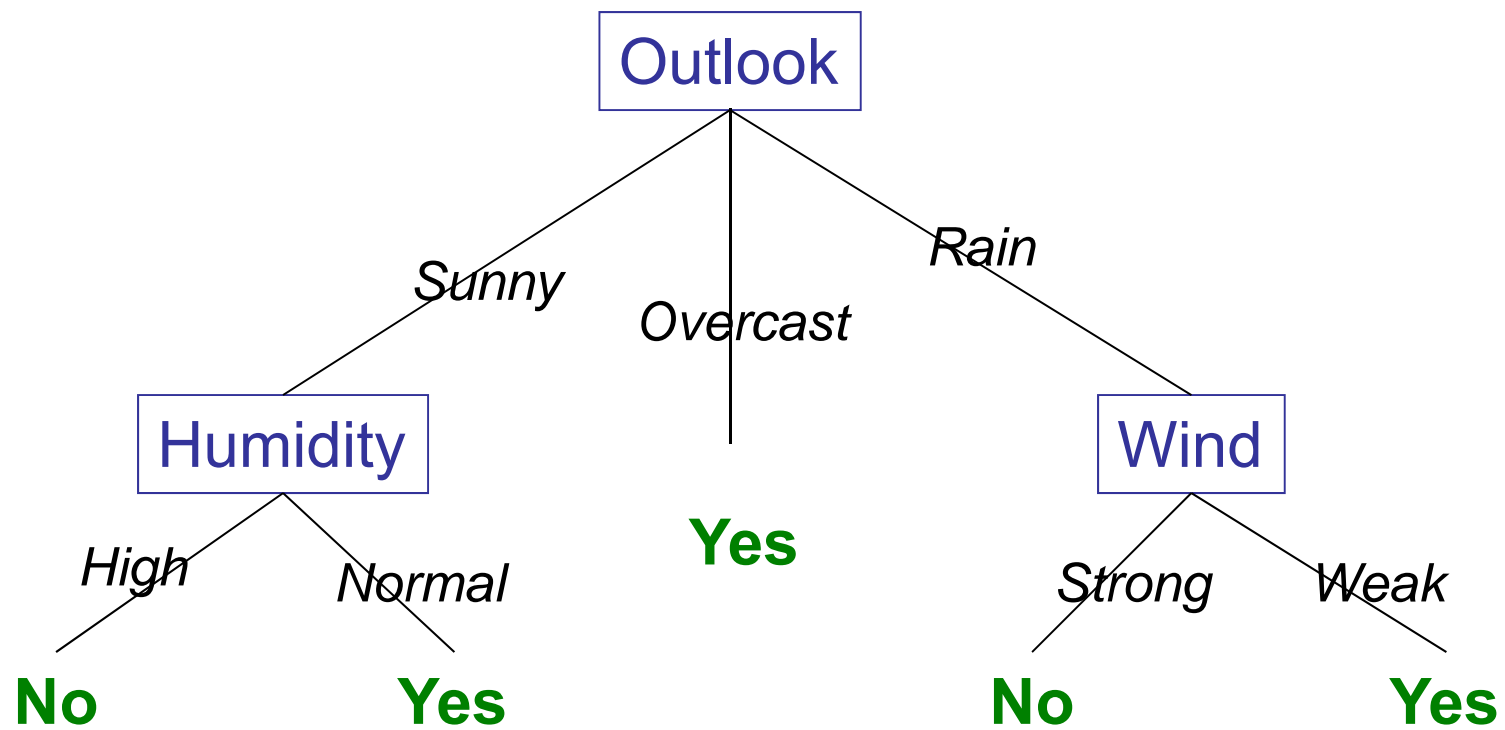 Outlook
Sunny
Overcast
Rain
Humidity
Wind
High
Normal
Yes
Strong
Weak
No
Yes
No
Yes